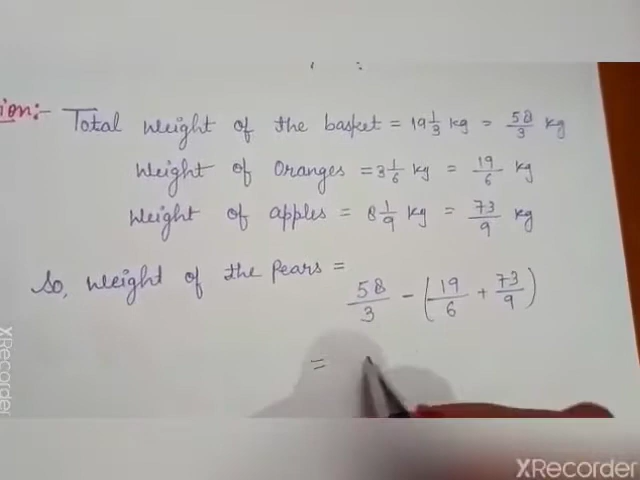 ion:- Total weight of the basket = 19 1/3 kg = 58/3 kg
weight of oranges = 3 1/6 kg = 19/6 kg
weight of apples = 8 1/9 kg = 73/9 kg
So, weight of the Pears = 58/3 - (19/6 + 73/9)
=
XRecorder
XRecorder